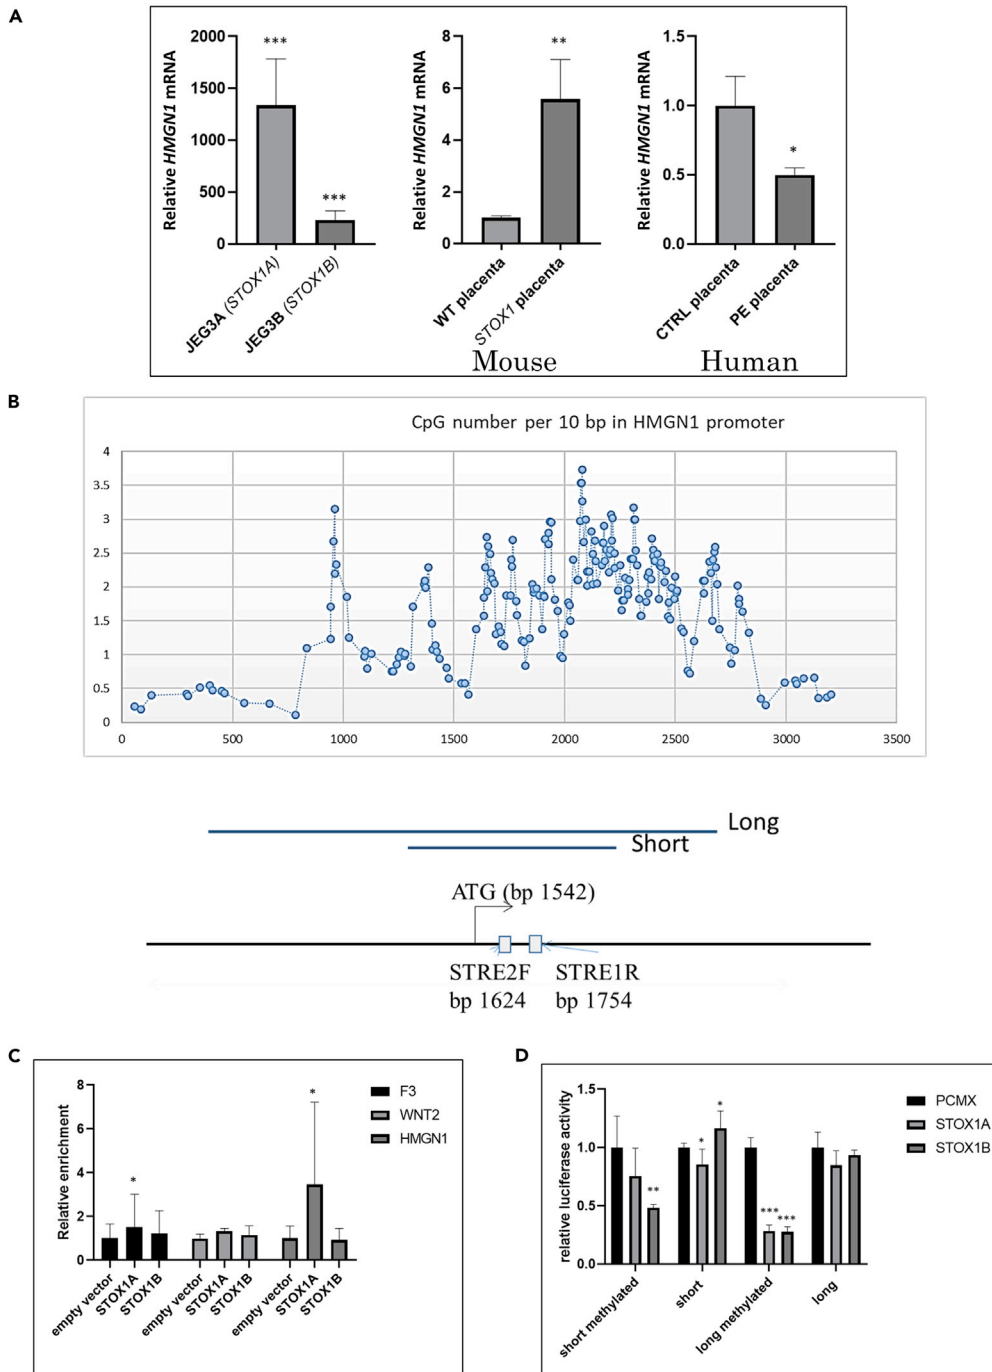 A
Relative HMGN1 mRNA
2000
1500
1000
500
0
***
***
JEG3A (STOX1A)
JEG3B (STOX1B)
Relative HMGN1 mRNA
8
6
4
2
0
**
WT placenta
STOX1 placenta
Mouse
Relative HMGN1 mRNA
1.0
0.5
0.0
*
CTRL placenta
PE placenta
Human
B
CpG number per 10 bp in HMGN1 promoter
4
3.5
3
2.5
2
1.5
1
0.5
0
0 500 1000 1500 2000 2500 3000 3500
Long
Short
ATG (bp 1542)
STRE2F STRE1R
bp 1624 bp 1754
C
Relative enrichment
8
6
4
2
0
*
*
F3
WNT2
HMGN1
empty vector
STOX1A
STOX1B
empty vector
STOX1A
STOX1B
empty vector
STOX1A
STOX1B
D
relative luciferase activity
1.5
1.0
0.5
0.0
**
*
*
***
***
PCMX
STOX1A
STOX1B
short methylated
short
long methylated
long